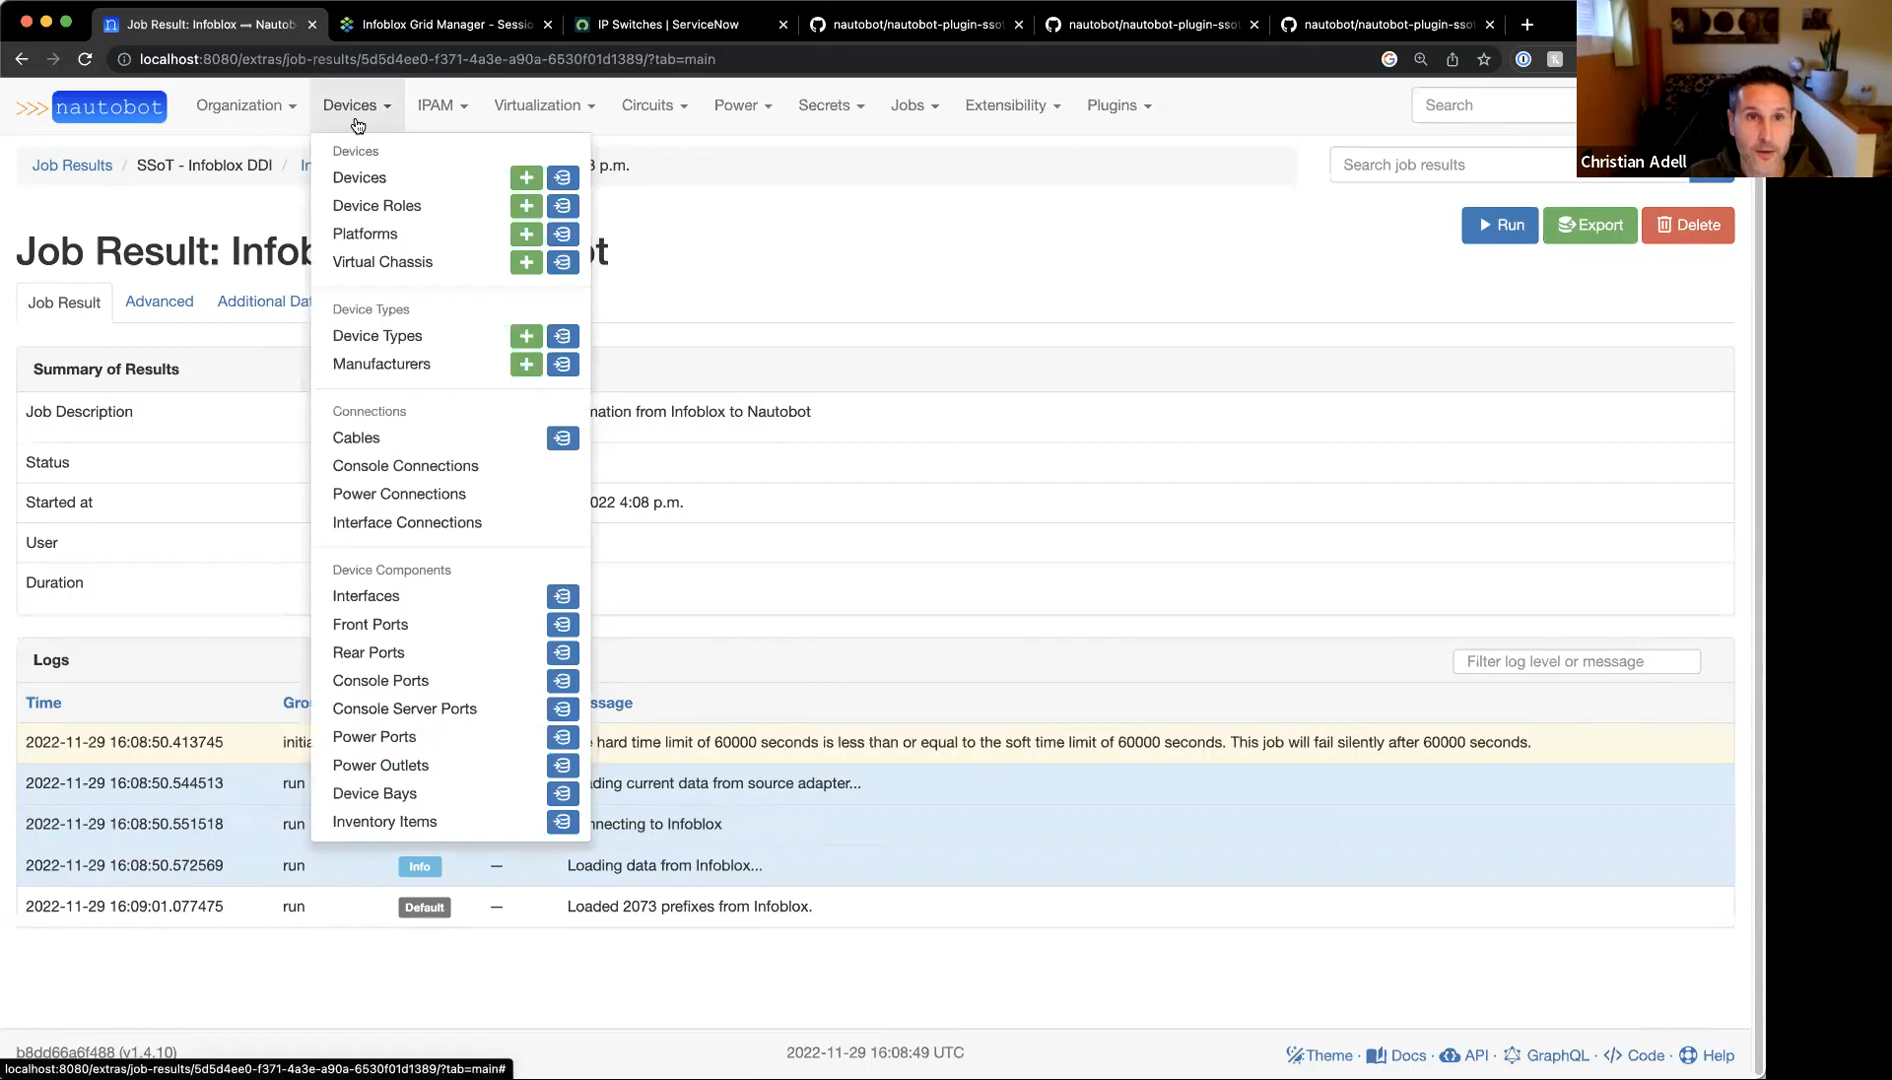 Job Result: Infoblox — Nautob
Infoblox Grid Manager - Sessio
IP Switches | ServiceNow
nautobot/nautobot-plugin-ssot
nautobot/nautobot-plugin-ssot
nautobot/nautobot-plugin-ssot
localhost:8080/extras/job-results/5d5d4ee0-f371-4a3e-a90a-6530f01d1389/?tab=main
nautobot
Organization
Devices
IPAM
Virtualization
Circuits
Power
Secrets
Jobs
Extensibility
Plugins
Search
Christian Adell
Job Results / SSoT - Infoblox DDI /
p.m.
Search job results
Run
Export
Delete
Job Result: Infob
ot
Job Result
Advanced
Additional Dat
Devices
Devices
Device Roles
Platforms
Virtual Chassis
Device Types
Device Types
Manufacturers
Connections
Cables
Console Connections
Power Connections
Interface Connections
Device Components
Interfaces
Front Ports
Rear Ports
Console Ports
Console Server Ports
Power Ports
Power Outlets
Device Bays
Inventory Items
Summary of Results
Job Description
mation from Infoblox to Nautobot
Status
Started at
022 4:08 p.m.
User
Duration
Logs
Filter log level or message
Time
Gro
ssage
2022-11-29 16:08:50.413745 initia
hard time limit of 60000 seconds is less than or equal to the soft time limit of 60000 seconds. This job will fail silently after 60000 seconds.
2022-11-29 16:08:50.544513 run
ding current data from source adapter...
2022-11-29 16:08:50.551518 run
nnecting to Infoblox
2022-11-29 16:08:50.572569 run Info — Loading data from Infoblox...
2022-11-29 16:09:01.077475 run Default — Loaded 2073 prefixes from Infoblox.
b8dd66a6f488 (v1.4.10)
2022-11-29 16:08:49 UTC
Theme · Docs · API · GraphQL · Code · Help
localhost:8080/extras/job-results/5d5d4ee0-f371-4a3e-a90a-6530f01d1389/?tab=main#